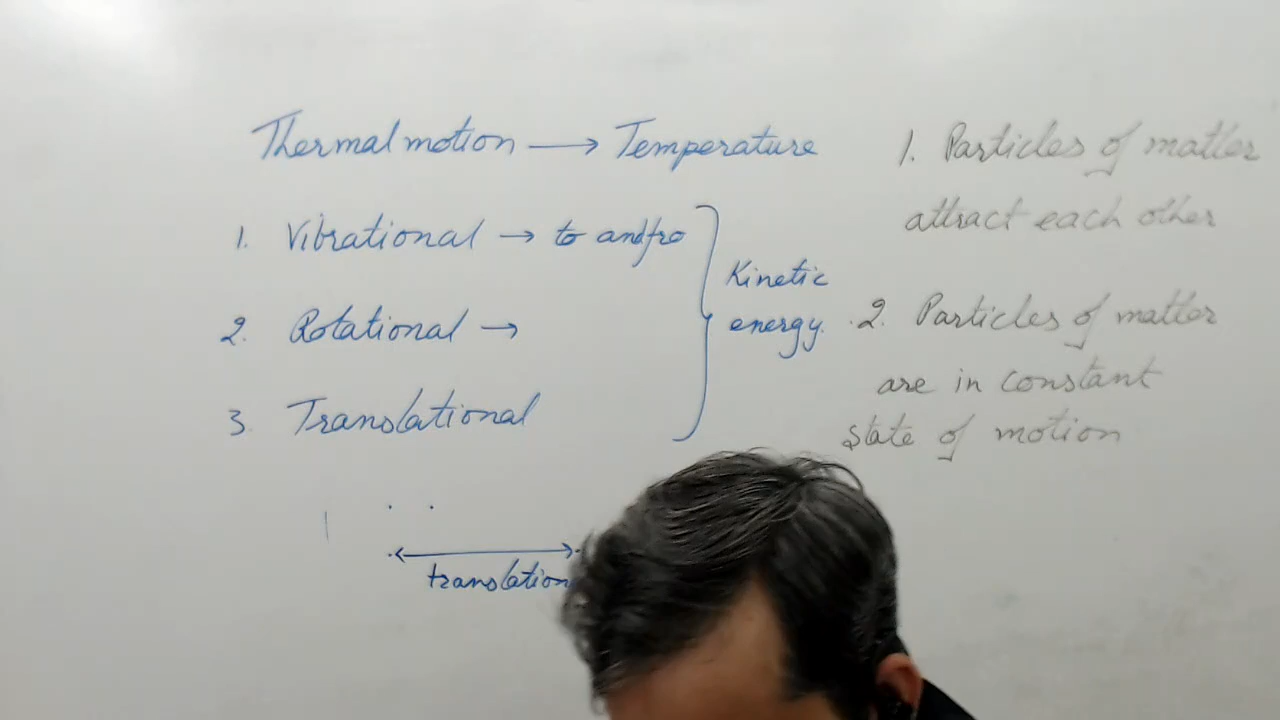 Thermal motion → Temperature
1. Vibrational → to and fro
2. Rotational →
3. Translational
Kinetic
energy.
translation
1. Particles of matter
attract each other
2. Particles of matter
are in constant
state of motion